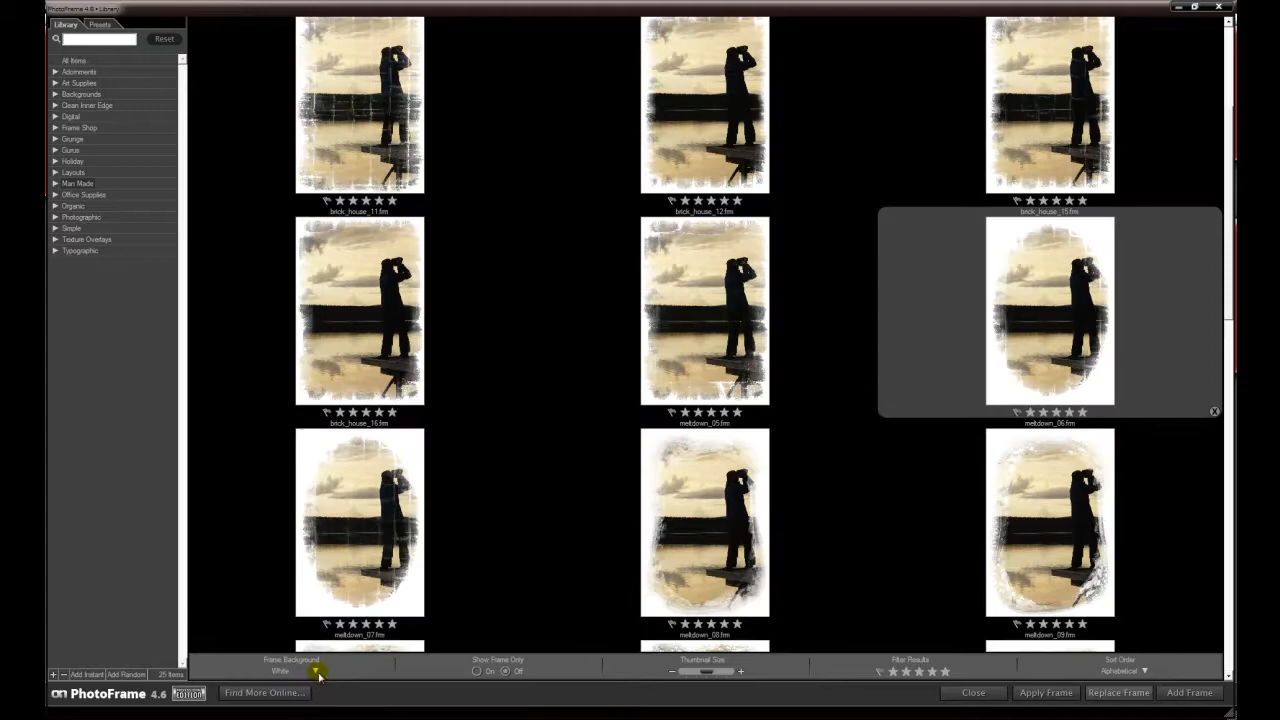 PhotoFrame 4.6 • Library
Library Presets
Reset
All Items
Adornments
Art Supplies
Backgrounds
Clean Inner Edge
Digital
Frame Shop
Grunge
Gurus
Holiday
Layouts
Man Made
Office Supplies
Organic
Photographic
Simple
Texture Overlays
Typographic
brick_house_11.frm brick_house_12.frm brick_house_15.frm
brick_house_16.frm meltdown_05.frm meltdown_06.frm
meltdown_07.frm meltdown_08.frm meltdown_09.frm
Frame Background Show Frame Only Thumbnail Size Filter Results Sort Order
White On Off Alphabetical
Add Instant Add Random 25 Items
on PhotoFrame 4.6 EDITION Find More Online... Close Apply Frame Replace Frame Add Frame